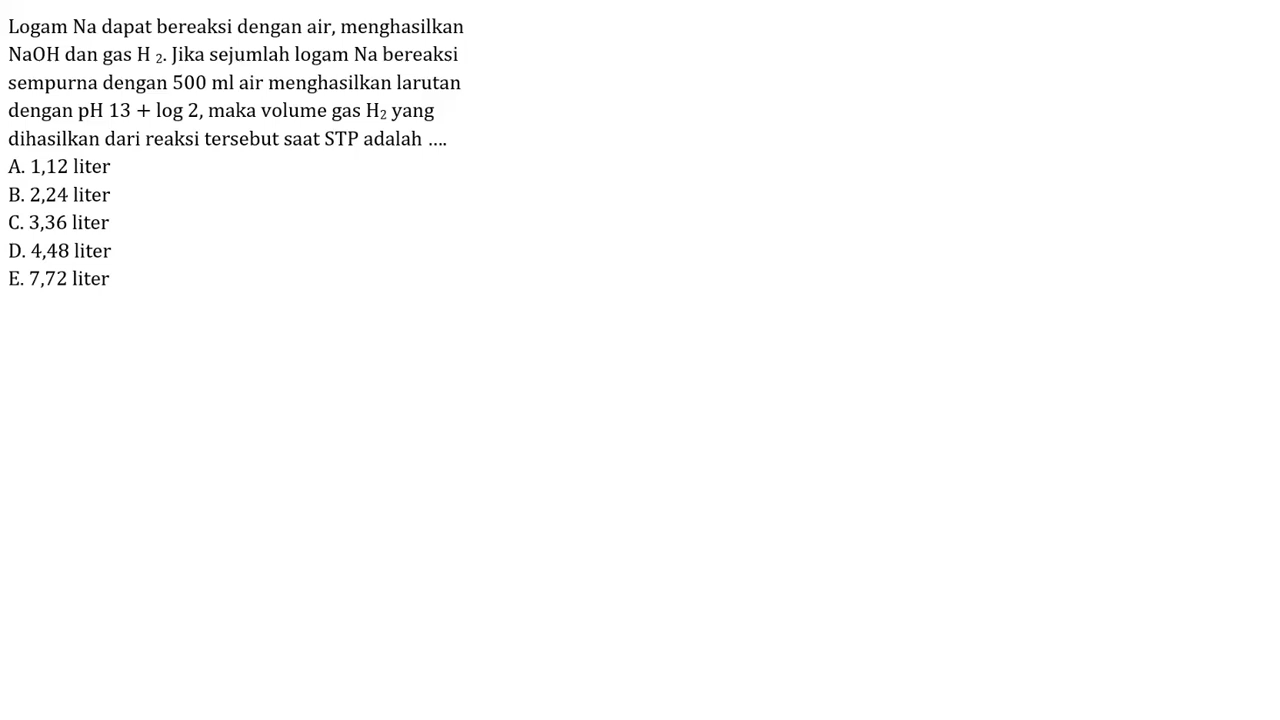 Logam Na dapat bereaksi dengan air, menghasilkan
NaOH dan gas H ₂. Jika sejumlah logam Na bereaksi
sempurna dengan 500 ml air menghasilkan larutan
dengan pH 13 + log 2, maka volume gas H₂ yang
dihasilkan dari reaksi tersebut saat STP adalah ....
A. 1,12 liter
B. 2,24 liter
C. 3,36 liter
D. 4,48 liter
E. 7,72 liter